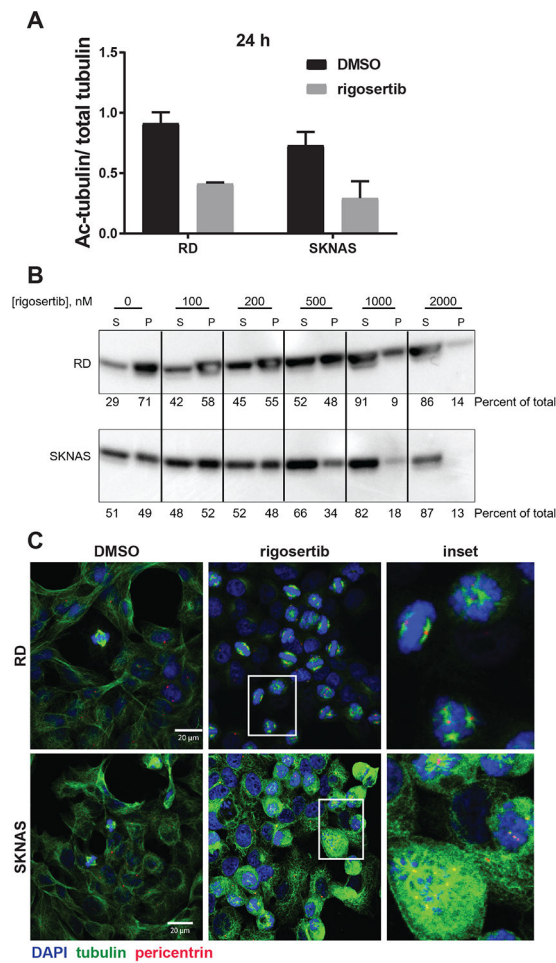 A
24 h
Ac-tubulin/ total tubulin
1.5
1.0
0.5
0.0
DMSO
rigosertib
RD
SKNAS
B
[rigosertib], nM 0 100 200 500 1000 2000
S P S P S P S P S P S P
RD
29 71 42 58 45 55 52 48 91 9 86 14 Percent of total
SKNAS
51 49 48 52 52 48 66 34 82 18 87 13 Percent of total
C
DMSO rigosertib inset
RD
20 µm
SKNAS
20 µm
DAPI tubulin pericentrin